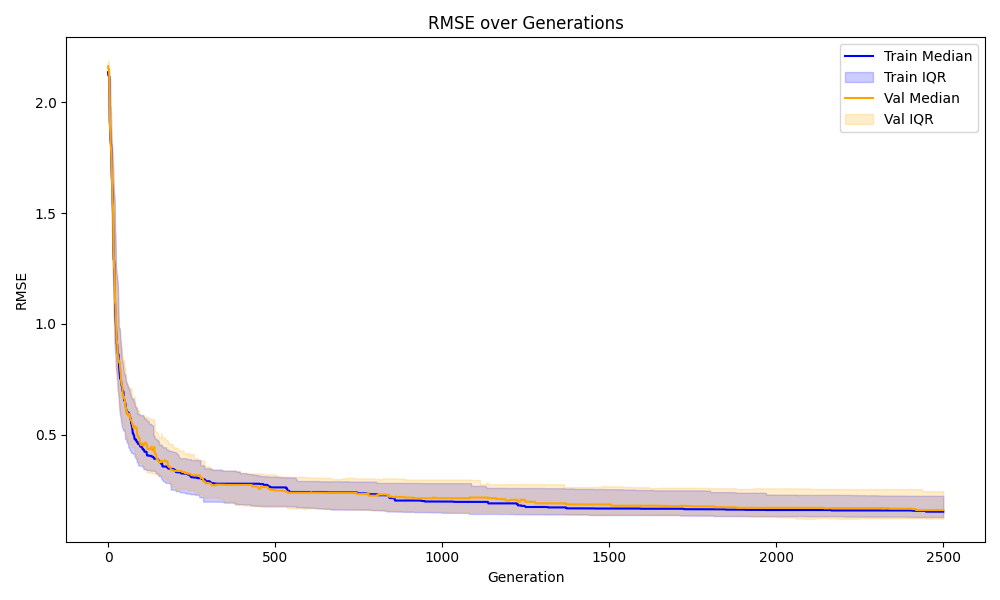 RMSE over Generations
Train Median
Train IQR
Val Median
Val IQR
RMSE
2.0
1.5
1.0
0.5
0
500
1000
1500
2000
2500
Generation